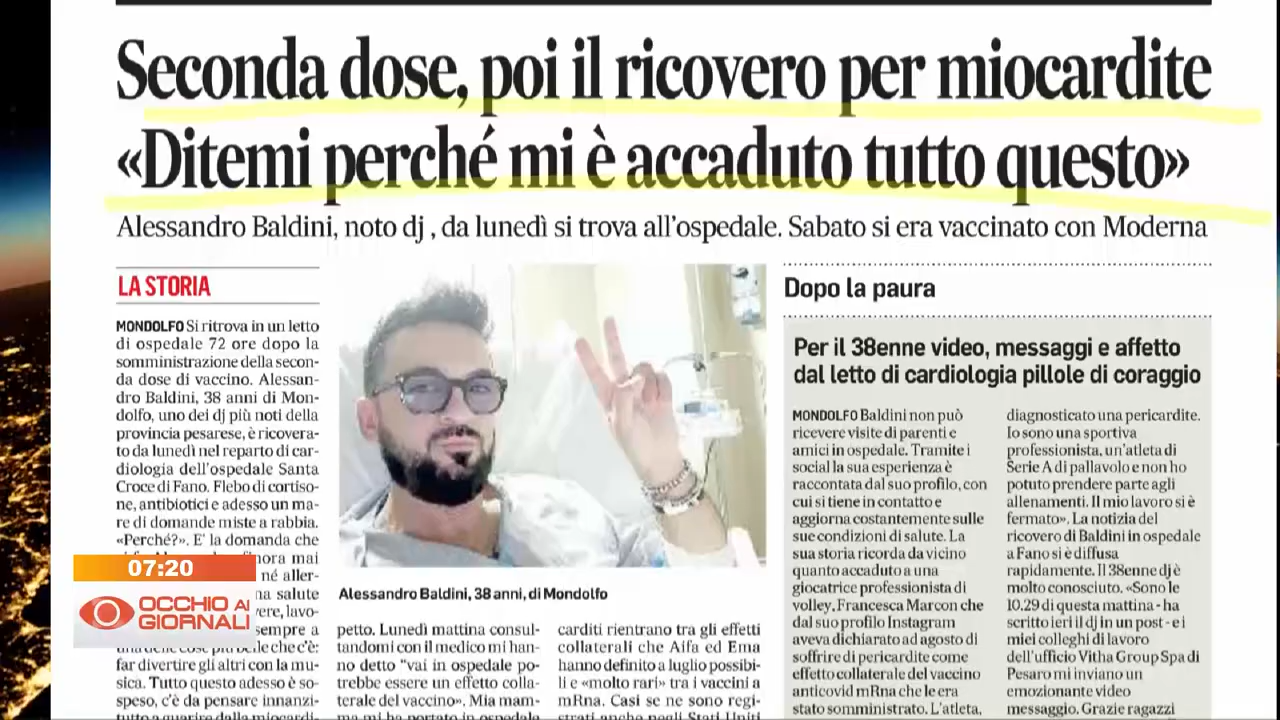 Seconda dose, poi il ricovero per miocardite
«Ditemi perché mi è accaduto tutto questo»
Alessandro Baldini, noto dj , da lunedì si trova all'ospedale. Sabato si era vaccinato con Moderna
LA STORIA
MONDOLFO Si ritrova in un letto
di ospedale 72 ore dopo la
somministrazione della secon-
da dose di vaccino. Alessan-
dro Baldini, 38 anni di Mon-
dolfo, uno dei dj più noti della
provincia pesarese, è ricovera-
to da lunedì nel reparto di car-
diologia dell'ospedale Santa
Croce di Fano. Flebo di cortiso-
ne, antibiotici e adesso un ma-
re di domande miste a rabbia.
«Perché?». E' la domanda che
mai
né aller-
salute
lavo-
sempre a
che c'è:
far divertire gli altri con la mu-
sica. Tutto questo adesso è so-
speso, c'è da pensare innanzi-
tutto a guarire dalla miocardi-
07:20
OCCHIO AI
GIORNALI
Alessandro Baldini, 38 anni, di Mondolfo
petto. Lunedì mattina consul-
tandomi con il medico mi han-
no detto "vai in ospedale po-
trebbe essere un effetto colla-
terale del vaccino». Mia mam-
ma mi ha portato in ospedale
carditi rientrano tra gli effetti
collaterali che Aifa ed Ema
hanno definito a luglio possibi-
li e «molto rari» tra i vaccini a
mRna. Casi se ne sono regi-
strati anche negli Stati Uniti
Dopo la paura
Per il 38enne video, messaggi e affetto
dal letto di cardiologia pillole di coraggio
MONDOLFO Baldini non può
ricevere visite di parenti e
amici in ospedale. Tramite i
social la sua esperienza è
raccontata dal suo profilo, con
cui si tiene in contatto e
aggiorna costantemente sulle
sue condizioni di salute. La
sua storia ricorda da vicino
quanto accaduto a una
giocatrice professionista di
volley, Francesca Marcon che
dal suo profilo Instagram
aveva dichiarato ad agosto di
soffrire di pericardite come
effetto collaterale del vaccino
anticovid mRna che le era
stato somministrato. L'atleta,
diagnosticato una pericardite.
Io sono una sportiva
professionista, un'atleta di
Serie A di pallavolo e non ho
potuto prendere parte agli
allenamenti. Il mio lavoro si è
fermato». La notizia del
ricovero di Baldini in ospedale
a Fano si è diffusa
rapidamente. Il 38enne dj è
molto conosciuto. «Sono le
10.29 di questa mattina - ha
scritto ieri il dj in un post - e i
miei colleghi di lavoro
dell'ufficio Vitha Group Spa di
Pesaro mi inviano un
emozionante video
messaggio. Grazie ragazzi